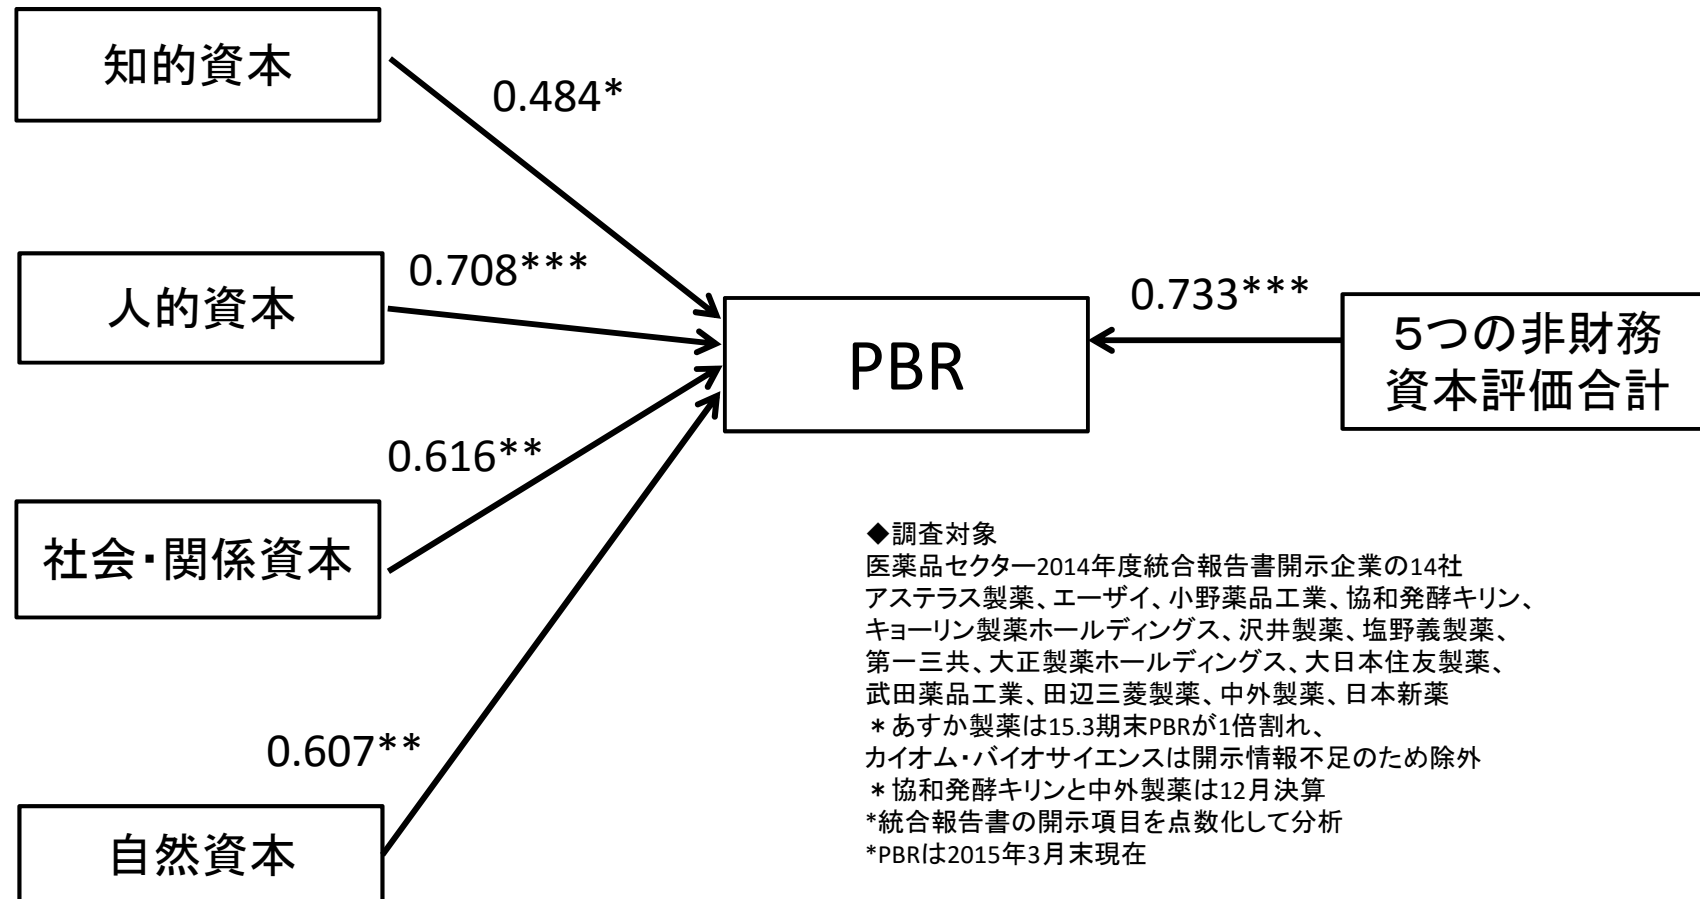 知的資本
0.484*
人的資本
0.708***
社会・関係資本
0.616**
自然資本
0.607**
PBR
0.733***
5つの非財務
資本評価合計
◆調査対象
医薬品セクター2014年度統合報告書開示企業の14社
アステラス製薬、エーザイ、小野薬品工業、協和発酵キリン、
キョーリン製薬ホールディングス、沢井製薬、塩野義製薬、
第一三共、大正製薬ホールディングス、大日本住友製薬、
武田薬品工業、田辺三菱製薬、中外製薬、日本新薬
＊あすか製薬は15.3期末PBRが1倍割れ、
カイオム・バイオサイエンスは開示情報不足のため除外
＊協和発酵キリンと中外製薬は12月決算
*統合報告書の開示項目を点数化して分析
*PBRは2015年3月末現在